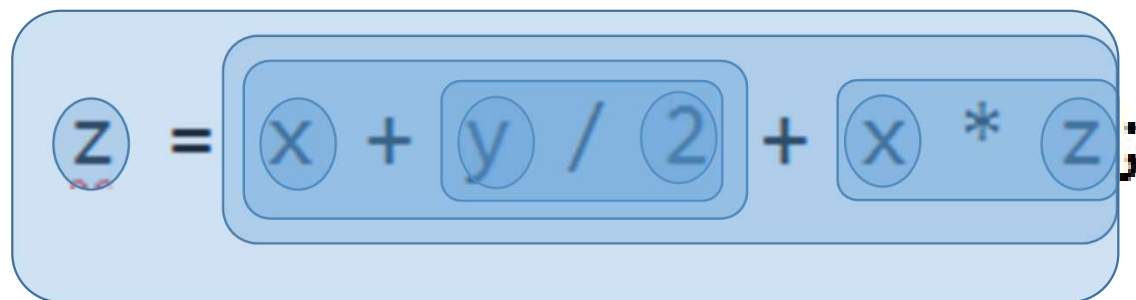 z = x + y / 2 + x * z;